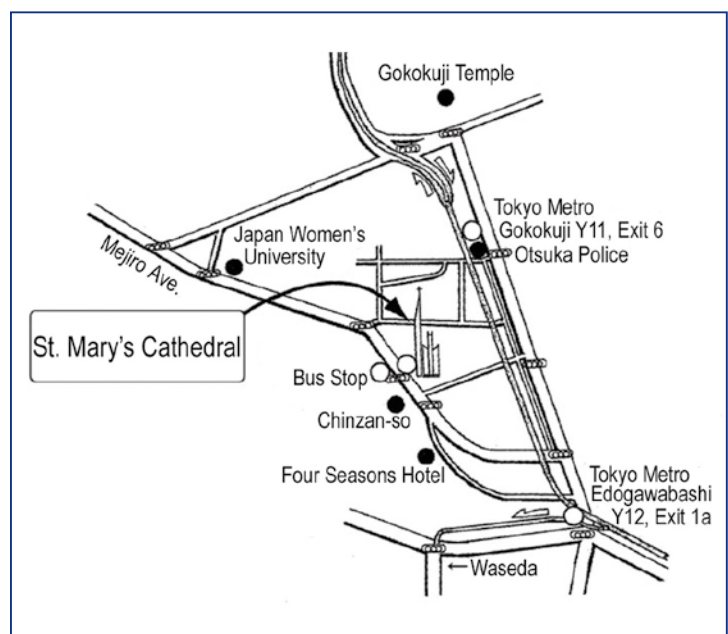 Gokokuji Temple
Tokyo Metro
Gokokuji Y11, Exit 6
Otsuka Police
Japan Women's
University
Mejiro Ave.
St. Mary's Cathedral
Bus Stop
Chinzan-so
Four Seasons Hotel
Tokyo Metro
Edogawabashi
Y12, Exit 1a
←Waseda